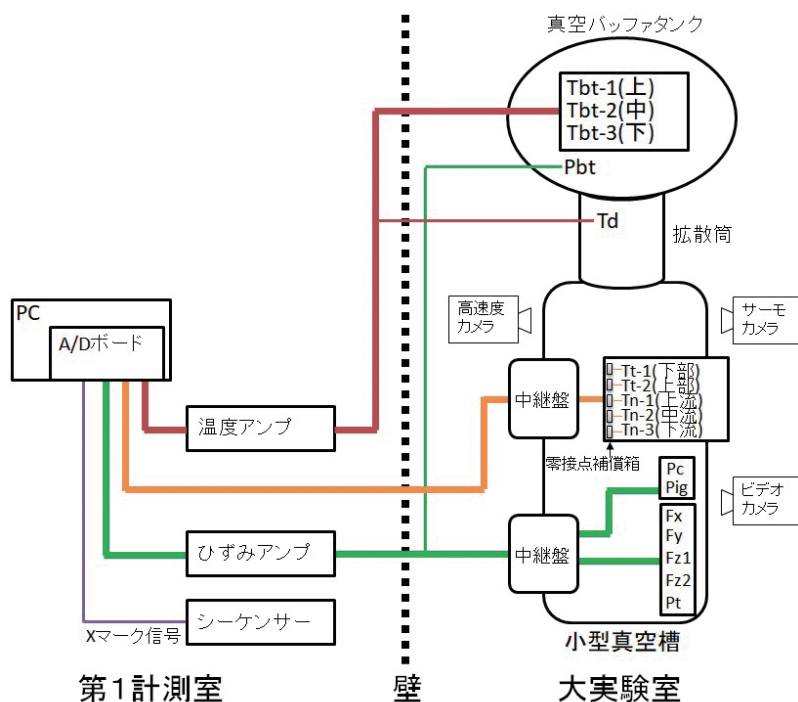 真空バッファタンク
Tbt-1(上)
Tbt-2(中)
Tbt-3(下)
Pbt
Td
拡散筒
高速度
カメラ
サーモ
カメラ
PC
A/Dボード
中継盤
Tt-1(下部)
Tt-2(上部)
Tn-1(上流)
Tn-2(中流)
Tn-3(下流)
温度アンプ
零接点補償箱
Pc
Pig
ビデオ
カメラ
Fx
Fy
Fz1
Fz2
Pt
ひずみアンプ
中継盤
シーケンサー
Xマーク信号
小型真空槽
第1計測室
壁
大実験室